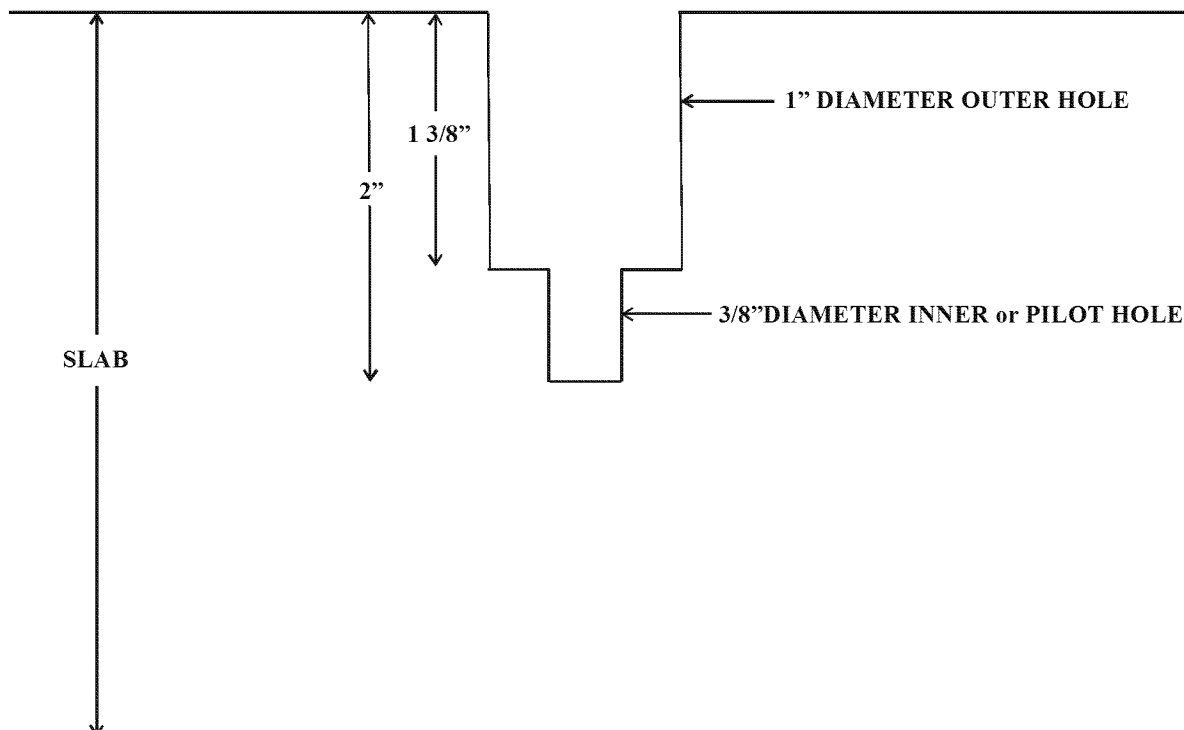 1” DIAMETER OUTER HOLE
1 3/8”
2”
3/8”DIAMETER INNER or PILOT HOLE
SLAB